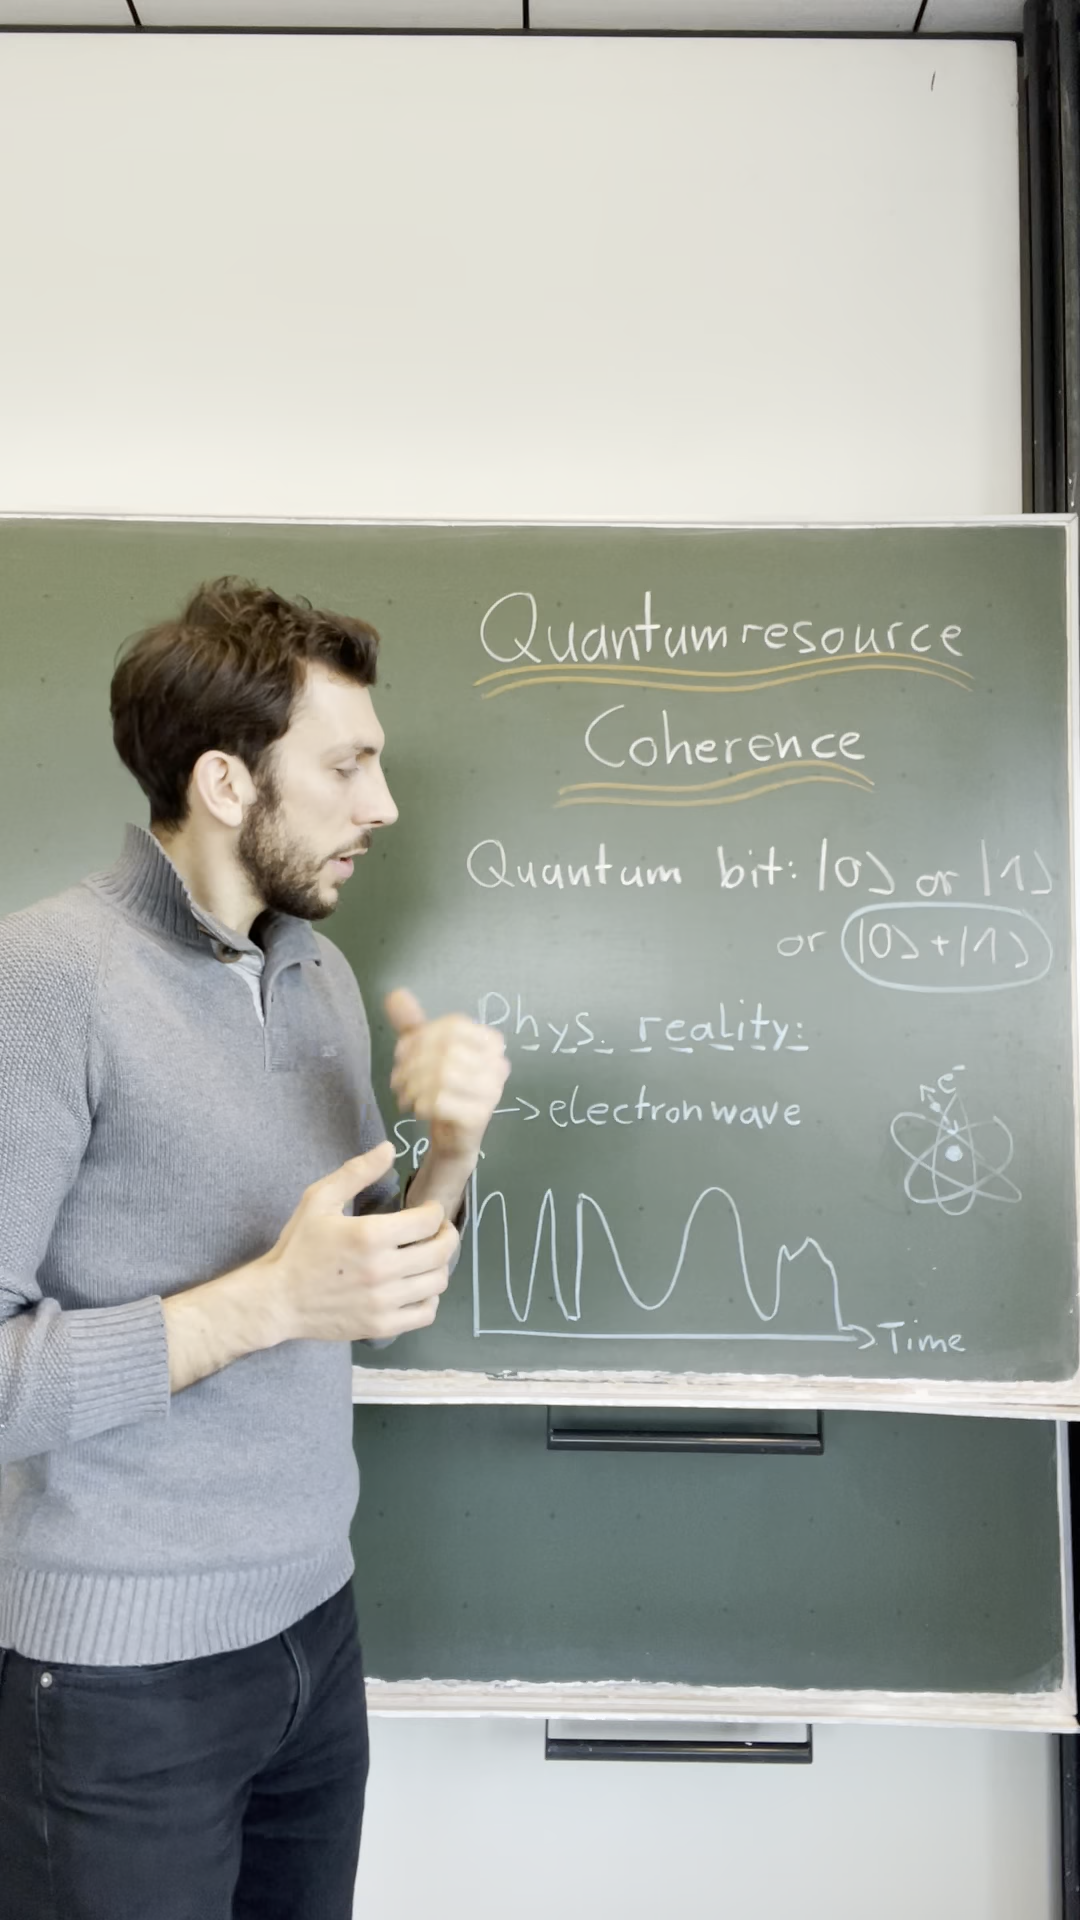 Quantum resource
Coherence
Quantum bit: |0⟩ or |1⟩
or |0⟩+|1⟩
Phys. reality:
→ electron wave
e⁻
Time